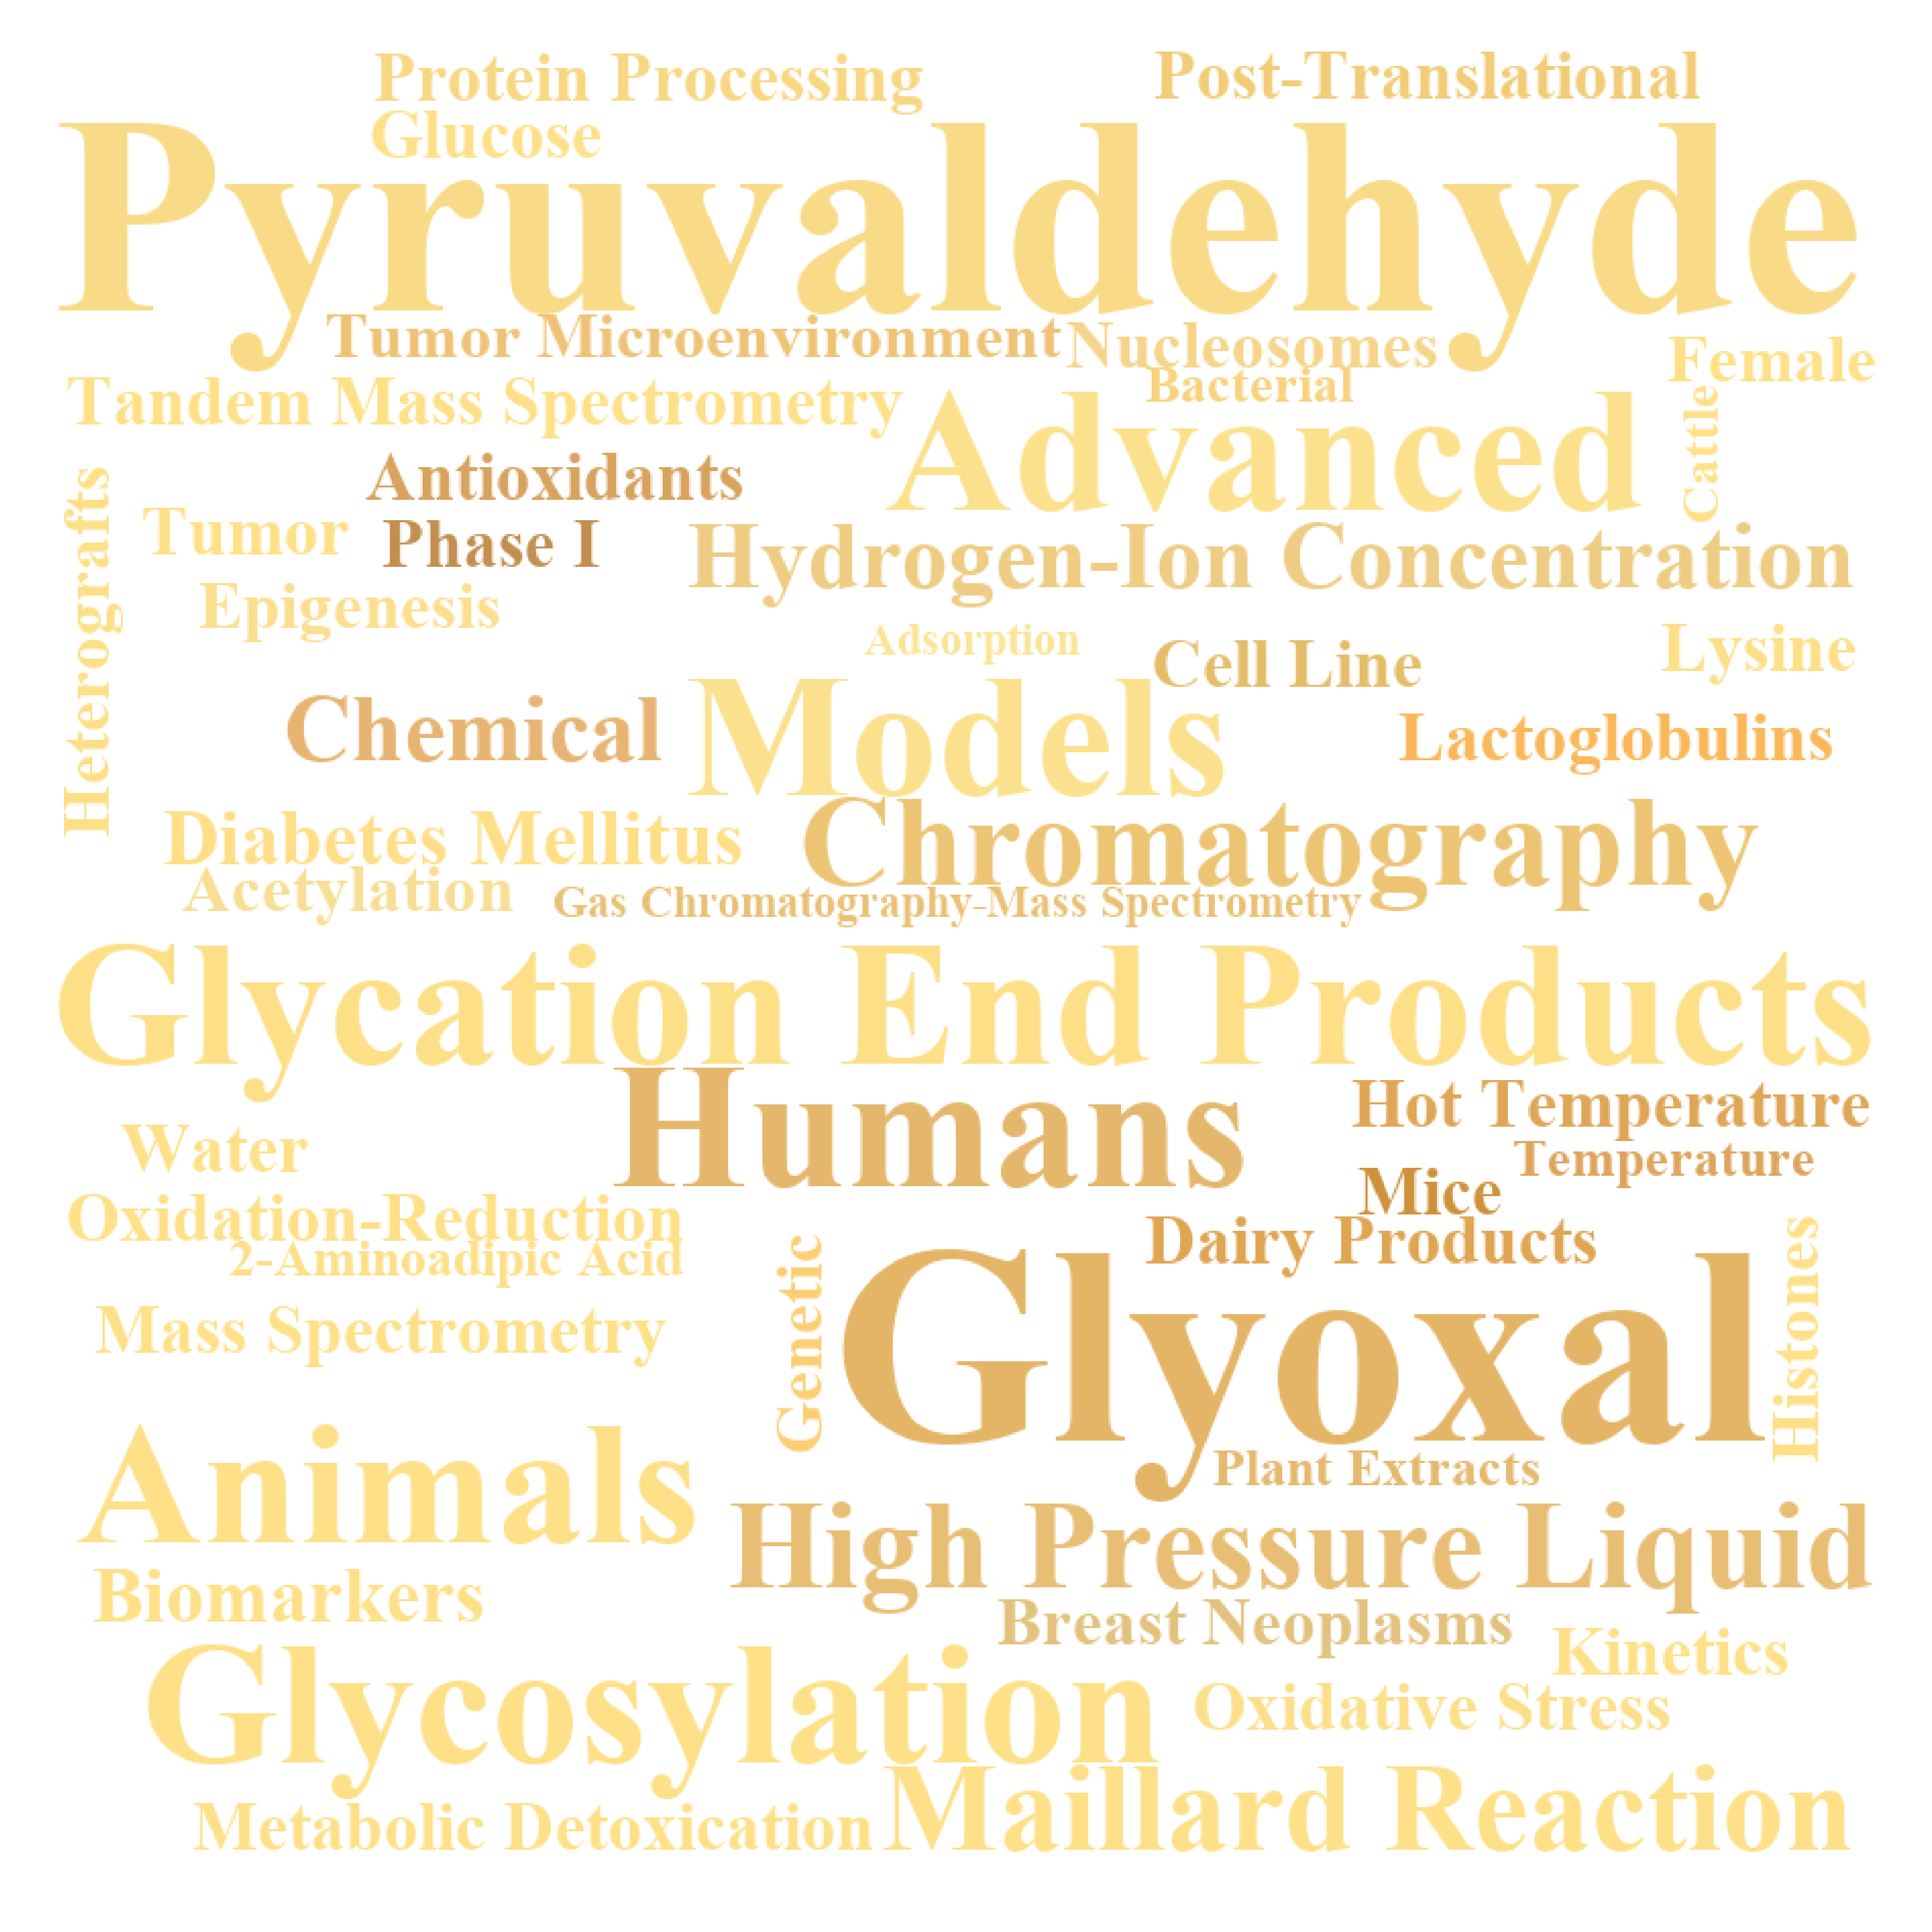 Protein Processing
Post-Translational
Glucose
Pyruvaldehyde
Tumor Microenvironment
Nucleosomes
Female
Tandem Mass Spectrometry
Bacterial
Advanced
Cattle
Antioxidants
Heterografts
Tumor
Phase I
Hydrogen-Ion Concentration
Epigenesis
Adsorption
Cell Line
Lysine
Chemical
Models
Lactoglobulins
Diabetes Mellitus
Chromatography
Acetylation
Gas Chromatography-Mass Spectrometry
Glycation End Products
Humans
Hot Temperature
Water
Temperature
Mice
Oxidation-Reduction
Dairy Products
2-Aminoadipic Acid
Genetic
Glyoxal
Histones
Mass Spectrometry
Plant Extracts
Animals
High Pressure Liquid
Biomarkers
Breast Neoplasms
Kinetics
Glycosylation
Oxidative Stress
Metabolic Detoxication
Maillard Reaction